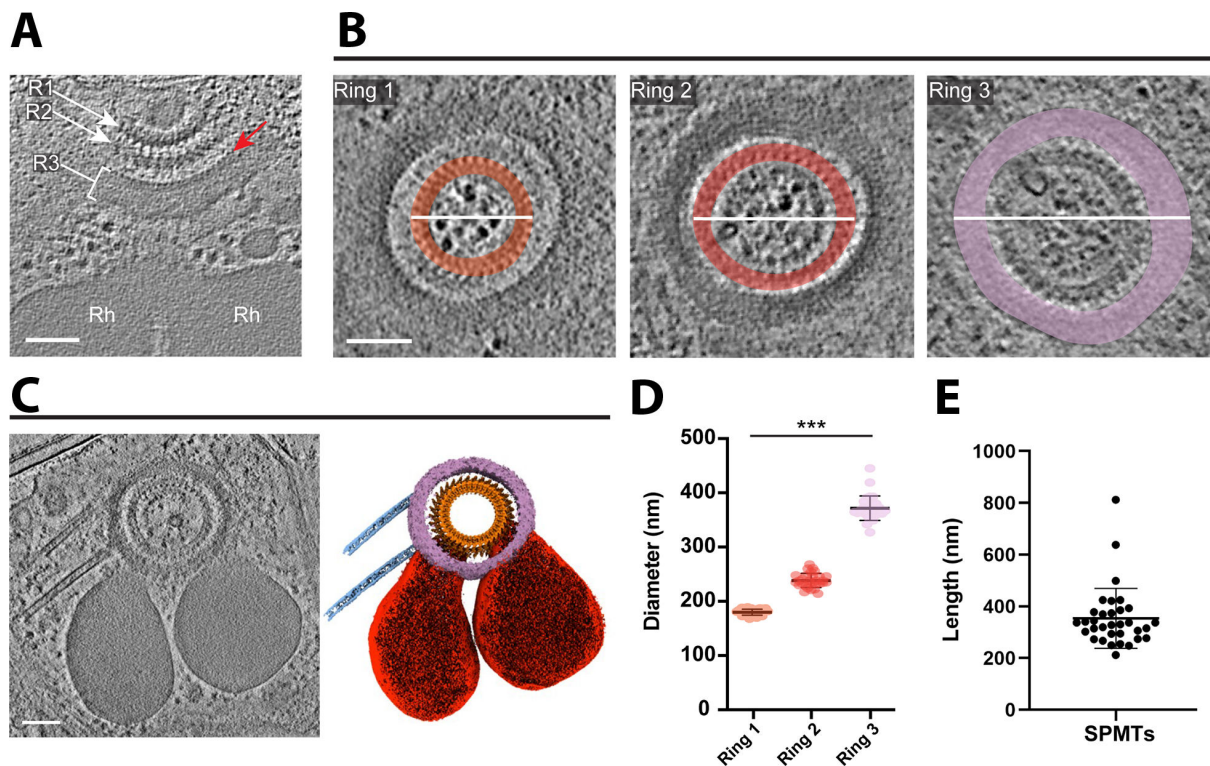 A
R1
R2
R3
Rh Rh
B
Ring 1
Ring 2
Ring 3
C
D
***
Diameter (nm)
500
400
300
200
100
0
Ring 1
Ring 2
Ring 3
E
Length (nm)
1000
800
600
400
200
0
SPMTs